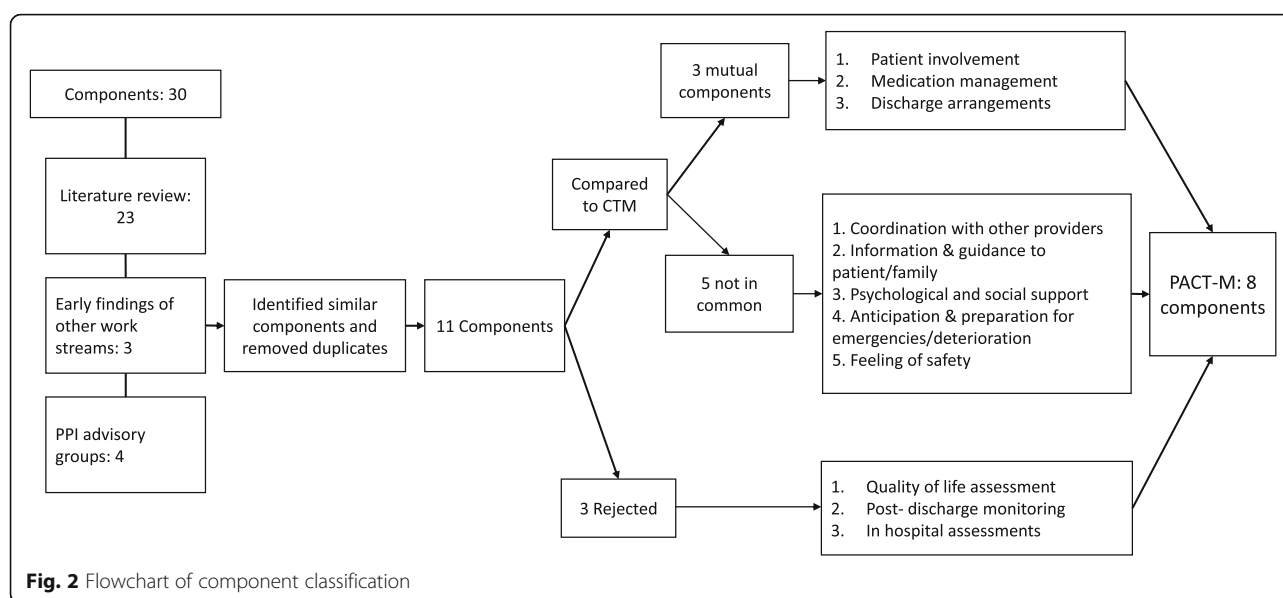 Components: 30
Literature review:
23
Early findings of
other work
streams: 3
PPI advisory
groups: 4
Identified similar
components and
removed duplicates
11 Components
Compared
to CTM
3 Rejected
3 mutual
components
5 not in
common
1. Patient involvement
2. Medication management
3. Discharge arrangements
1. Coordination with other providers
2. Information & guidance to
patient/family
3. Psychological and social support
4. Anticipation & preparation for
emergencies/deterioration
5. Feeling of safety
1. Quality of life assessment
2. Post- discharge monitoring
3. In hospital assessments
PACT-M: 8
components
Fig. 2 Flowchart of component classification